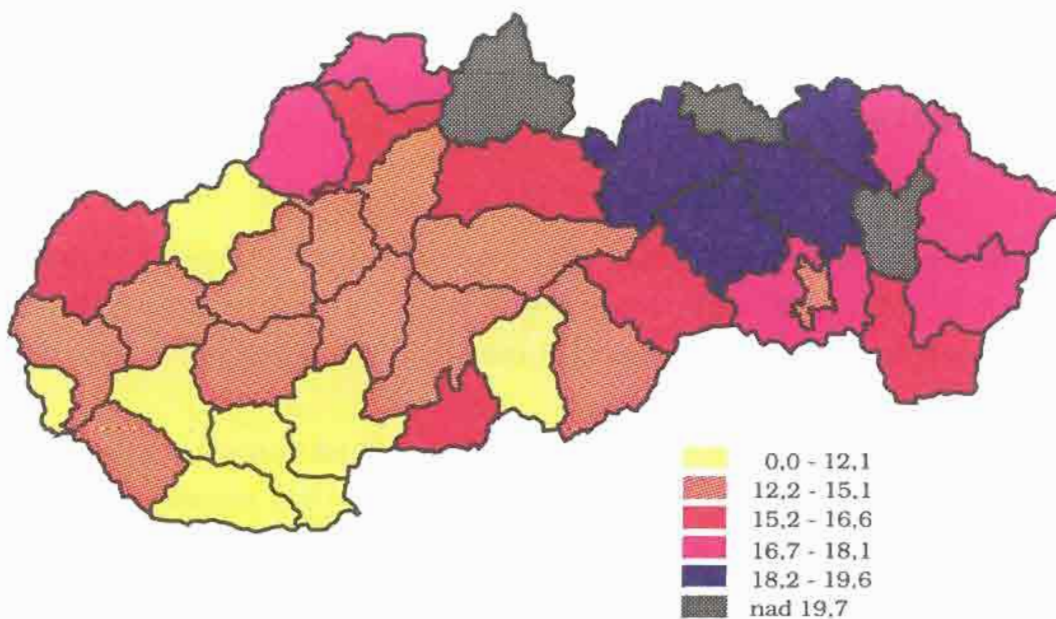 0,0 - 12,1
12,2 - 15,1
15,2 - 16,6
16,7 - 18,1
18,2 - 19,6
nad 19,7